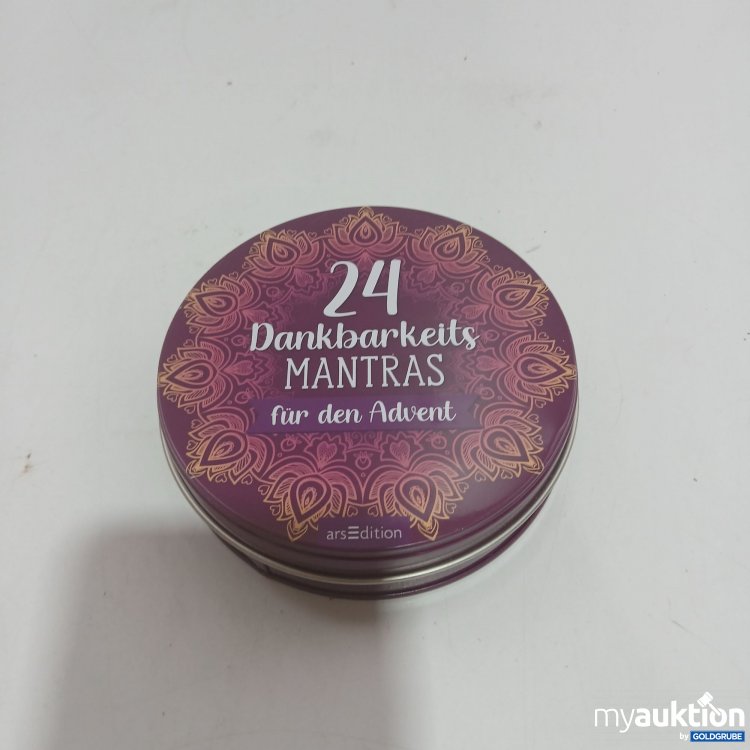 24
Dankbarkeits
MANTRAS
für den Advent
arsEdition
myauktion
by GOLDGRUBE